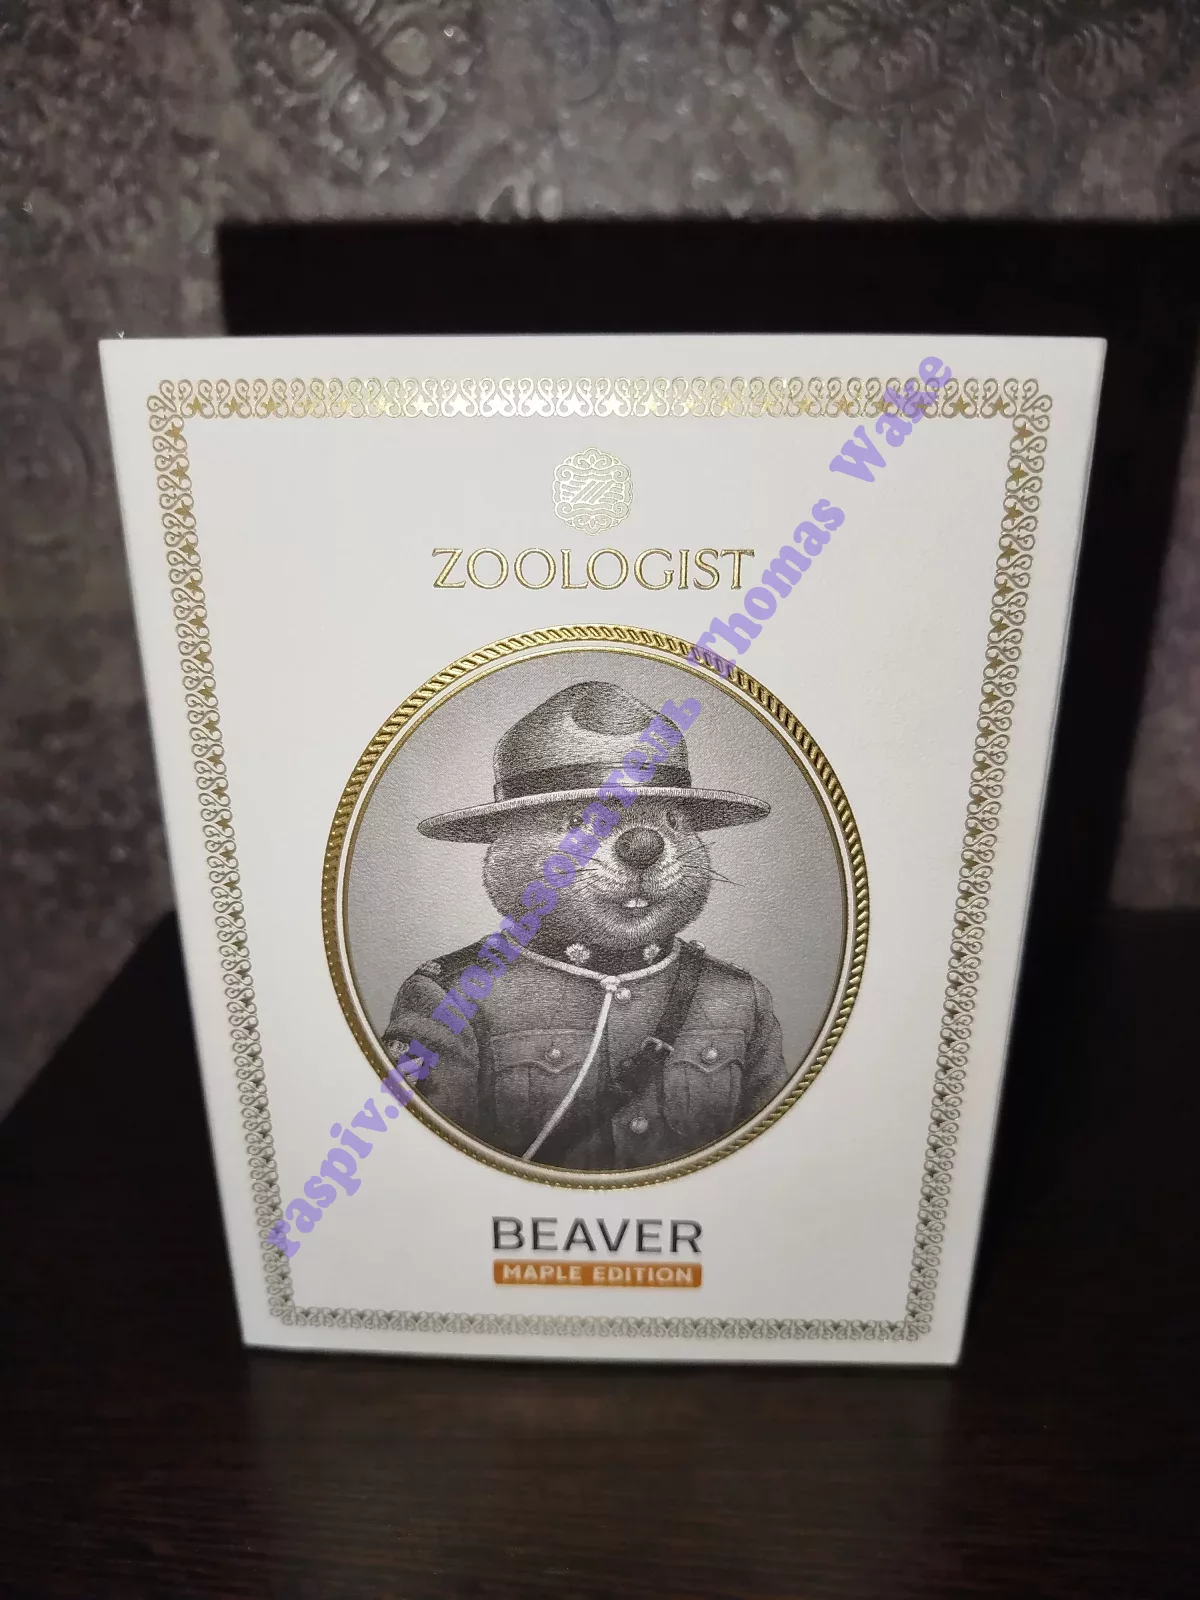 ZOOLOGIST
BEAVER
MAPLE EDITION
raspiv.ru пользователь Thomas Wake